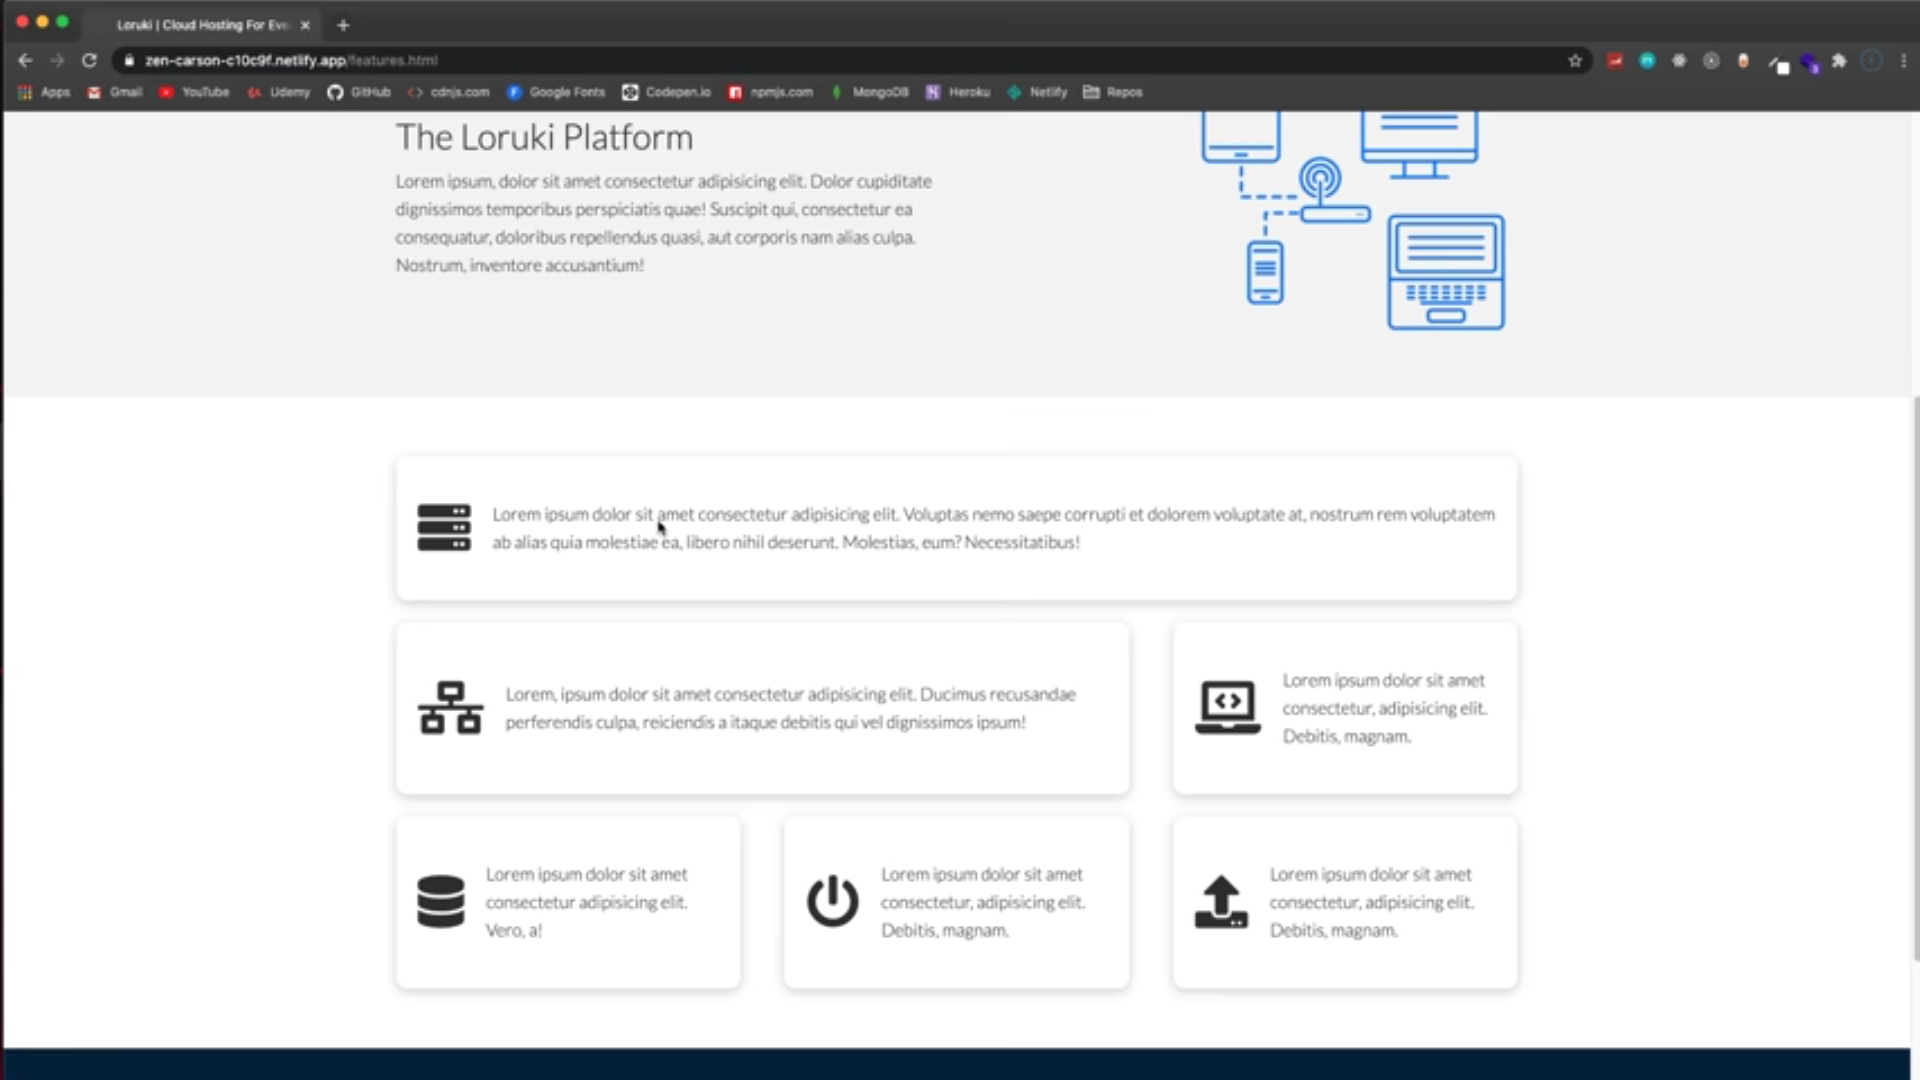 Loruki | Cloud Hosting For Eve
zen-carson-c10c9f.netlify.app/features.html
Apps Gmail YouTube Udemy GitHub cdnjs.com Google Fonts Codepen.io npmjs.com MongoDB Heroku Netlify Repos
The Loruki Platform
Lorem ipsum, dolor sit amet consectetur adipisicing elit. Dolor cupiditate
dignissimos temporibus perspiciatis quae! Suscipit qui, consectetur ea
consequatur, doloribus repellendus quasi, aut corporis nam alias culpa.
Nostrum, inventore accusantium!
Lorem ipsum dolor sit amet consectetur adipisicing elit. Voluptas nemo saepe corrupti et dolorem voluptate at, nostrum rem voluptatem
ab alias quia molestiae ea, libero nihil deserunt. Molestias, eum? Necessitatibus!
Lorem, ipsum dolor sit amet consectetur adipisicing elit. Ducimus recusandae
perferendis culpa, reiciendis a itaque debitis qui vel dignissimos ipsum!
Lorem ipsum dolor sit amet
consectetur, adipisicing elit.
Debitis, magnam.
Lorem ipsum dolor sit amet
consectetur adipisicing elit.
Vero, a!
Lorem ipsum dolor sit amet
consectetur, adipisicing elit.
Debitis, magnam.
Lorem ipsum dolor sit amet
consectetur, adipisicing elit.
Debitis, magnam.